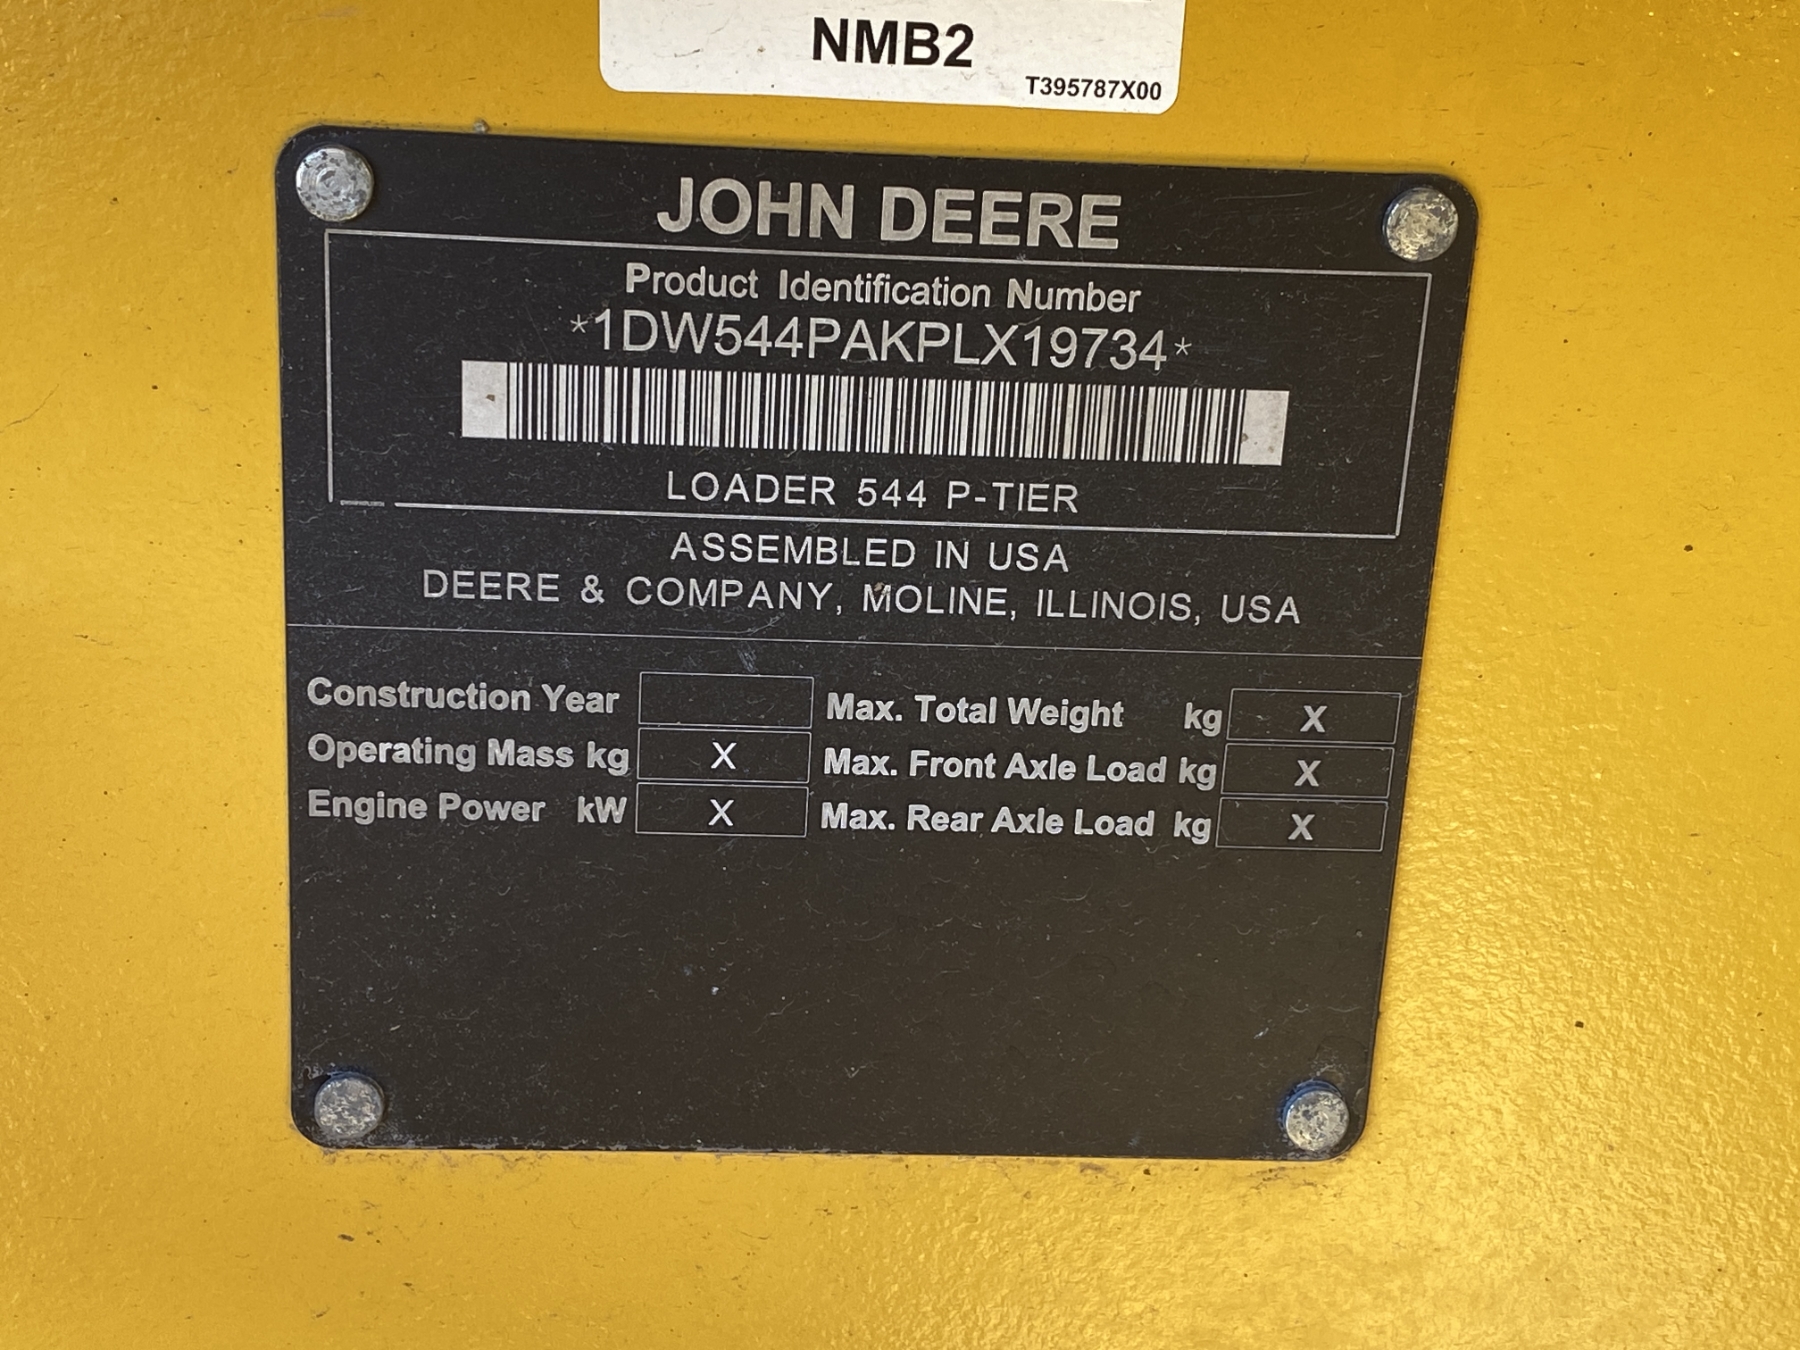 NMB2
T395787X00
JOHN DEERE
Product Identification Number
*1DW544PAKPLX19734*
LOADER 544 P-TIER
ASSEMBLED IN USA
DEERE & COMPANY, MOLINE, ILLINOIS, USA
Construction Year
Max. Total Weight kg X
Operating Mass kg X
Max. Front Axle Load kg X
Engine Power kW X
Max. Rear Axle Load kg X